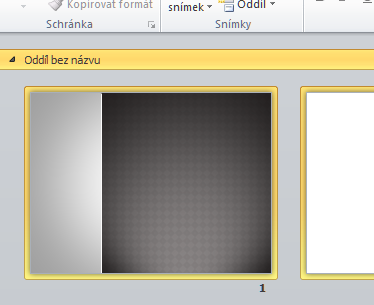 Kopírovat formát
snímek
Oddíl
Schránka
Snímky
Oddíl bez názvu
1